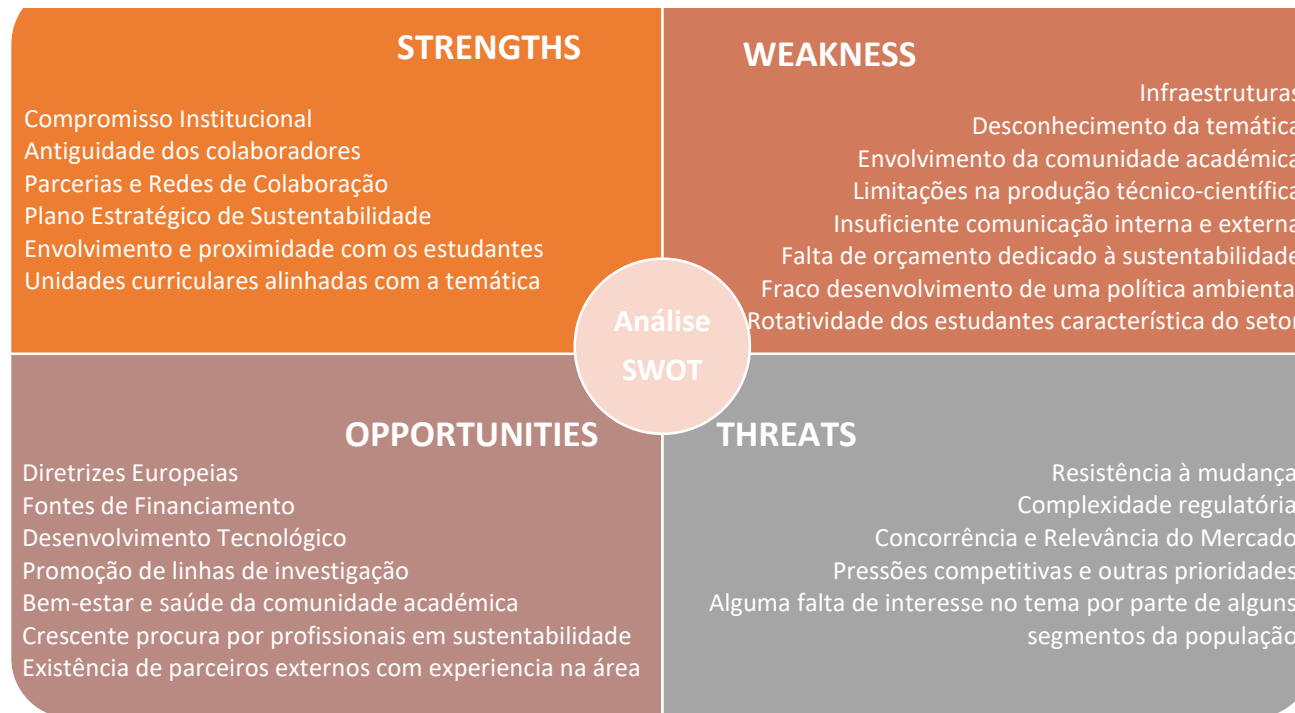 STRENGTHS
Compromisso Institucional
Antiguidade dos colaboradores
Parcerias e Redes de Colaboração
Plano Estratégico de Sustentabilidade
Envolvimento e proximidade com os estudantes
Unidades curriculares alinhadas com a temática
WEAKNESS
Infraestruturas
Desconhecimento da temática
Envolvimento da comunidade académica
Limitações na produção técnico-científica
Insuficiente comunicação interna e externa
Falta de orçamento dedicado à sustentabilidade
Fraco desenvolvimento de uma política ambienta
Rotatividade dos estudantes característica do setor
Análise
SWOT
OPPORTUNITIES
Diretrizes Europeias
Fontes de Financiamento
Desenvolvimento Tecnológico
Promoção de linhas de investigação
Bem-estar e saúde da comunidade académica
Crescente procura por profissionais em sustentabilidade
Existência de parceiros externos com experiencia na área
THREATS
Resistência à mudança
Complexidade regulatória
Concorrência e Relevância do Mercado
Pressões competitivas e outras prioridades
Alguma falta de interesse no tema por parte de alguns
segmentos da população